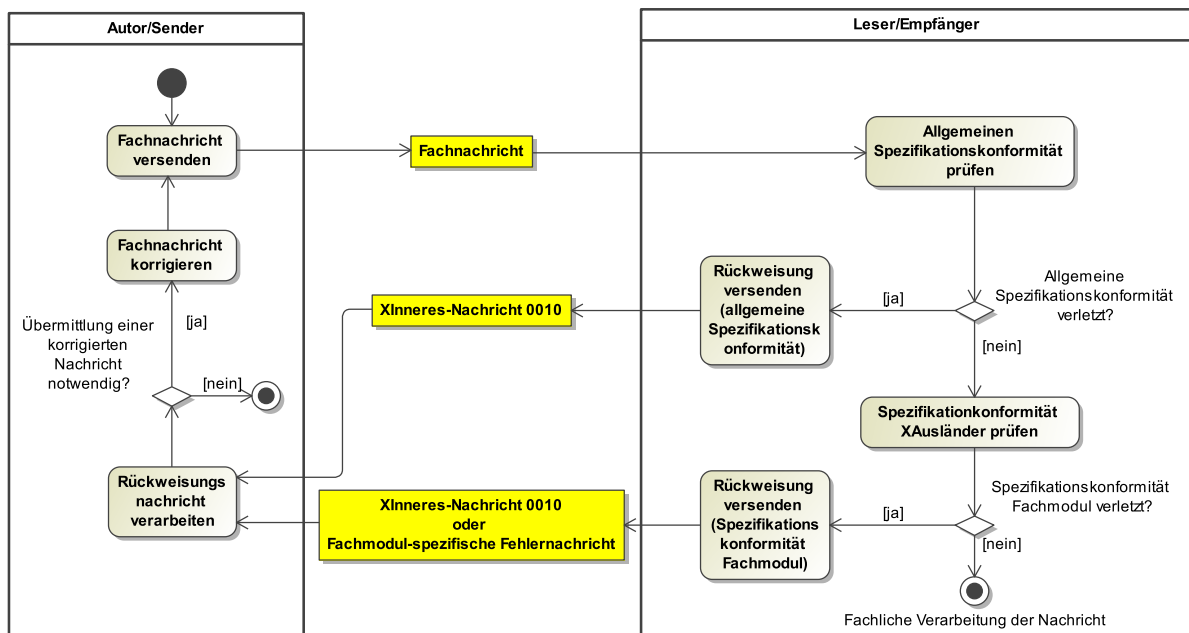 Autor/Sender
Leser/Empfänger
Fachnachricht
versenden
Fachnachricht
Allgemeinen
Spezifikationskonformität
prüfen
Fachnachricht
korrigieren
Rückweisung
versenden
(allgemeine
Spezifikationsk
onformität)
[ja]
Allgemeine
Spezifikationskonformität
verletzt?
XInneres-Nachricht 0010
[nein]
Übermittlung einer
korrigierten
Nachricht
notwendig?
[ja]
[nein]
Spezifikationkonformität
XAusländer prüfen
Rückweisungs
nachricht
verarbeiten
XInneres-Nachricht 0010
oder
Fachmodul-spezifische Fehlernachricht
Rückweisung
versenden
(Spezifikations
konformität
Fachmodul)
[ja]
Spezifikationskonformität
Fachmodul verletzt?
[nein]
Fachliche Verarbeitung der Nachricht